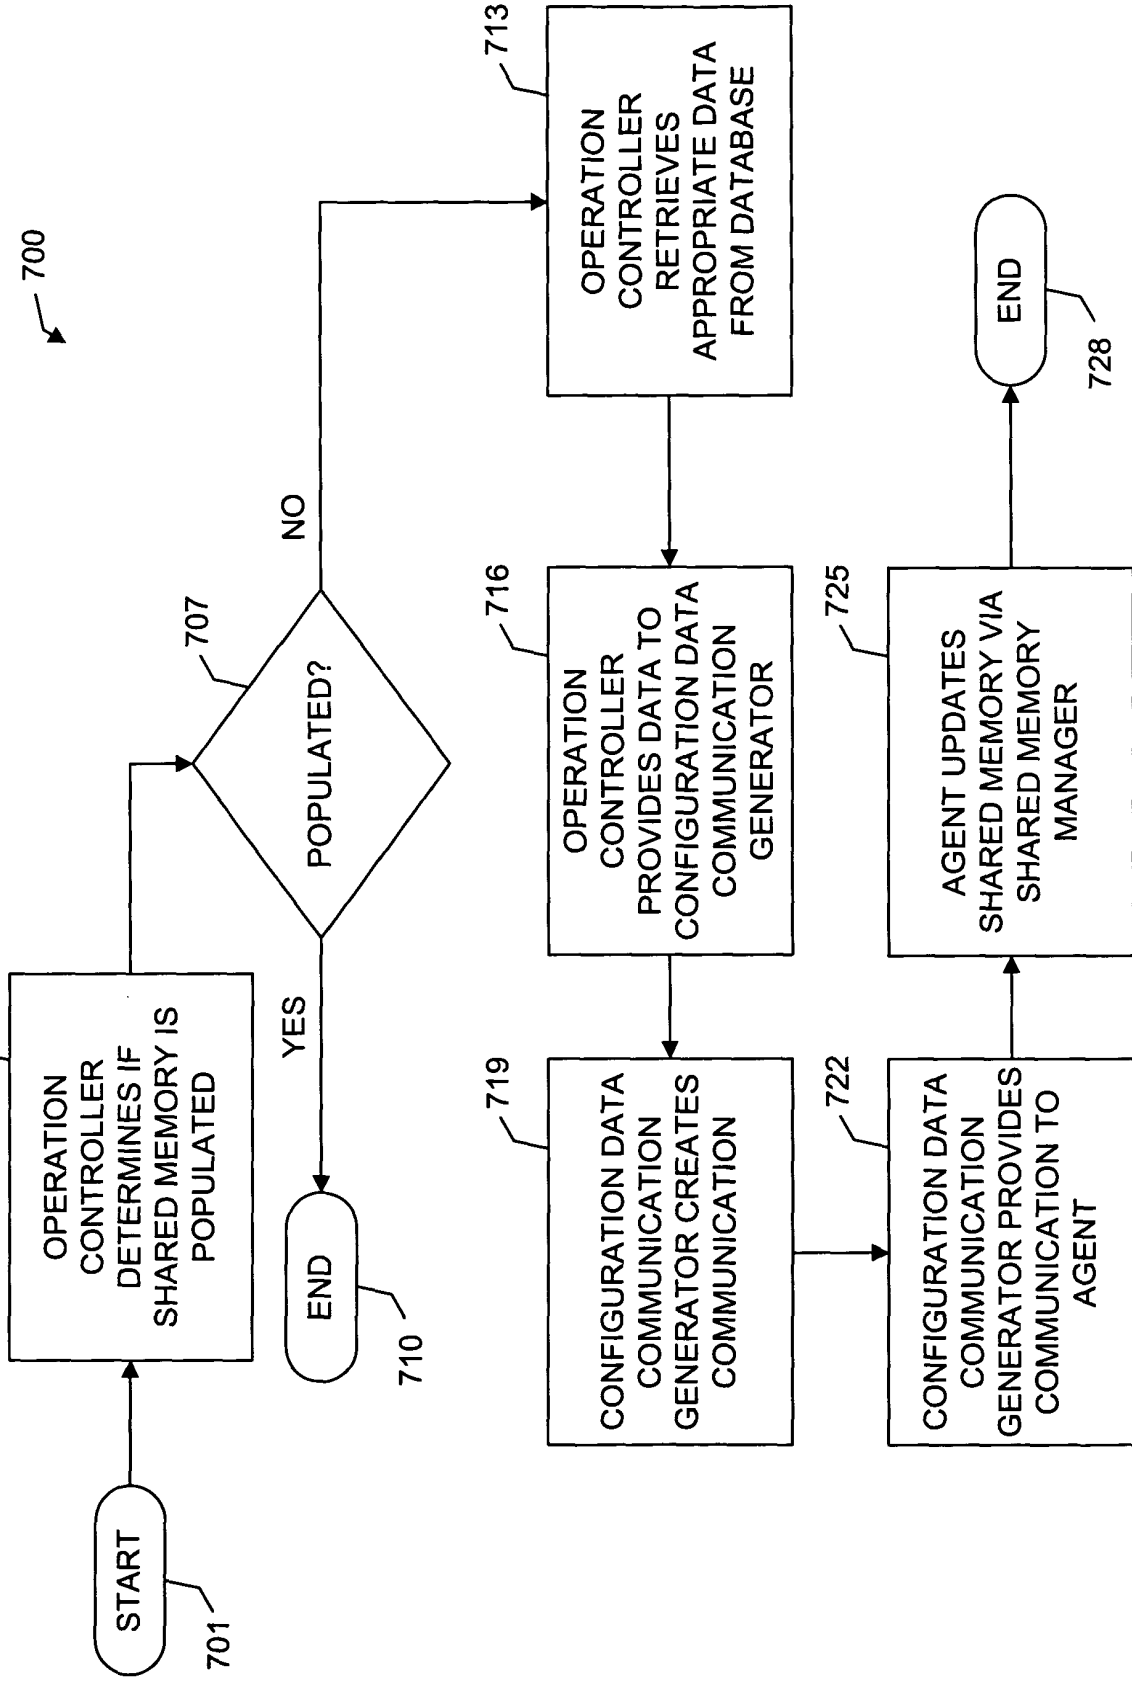 700
START
701
OPERATION
CONTROLLER
DETERMINES IF
SHARED MEMORY IS
POPULATED
POPULATED?
707
YES
NO
END
710
OPERATION
CONTROLLER
RETRIEVES
APPROPRIATE DATA
FROM DATABASE
713
OPERATION
CONTROLLER
PROVIDES DATA TO
CONFIGURATION DATA
COMMUNICATION
GENERATOR
716
CONFIGURATION DATA
COMMUNICATION
GENERATOR CREATES
COMMUNICATION
719
CONFIGURATION DATA
COMMUNICATION
GENERATOR PROVIDES
COMMUNICATION TO
AGENT
722
AGENT UPDATES
SHARED MEMORY VIA
SHARED MEMORY
MANAGER
725
END
728